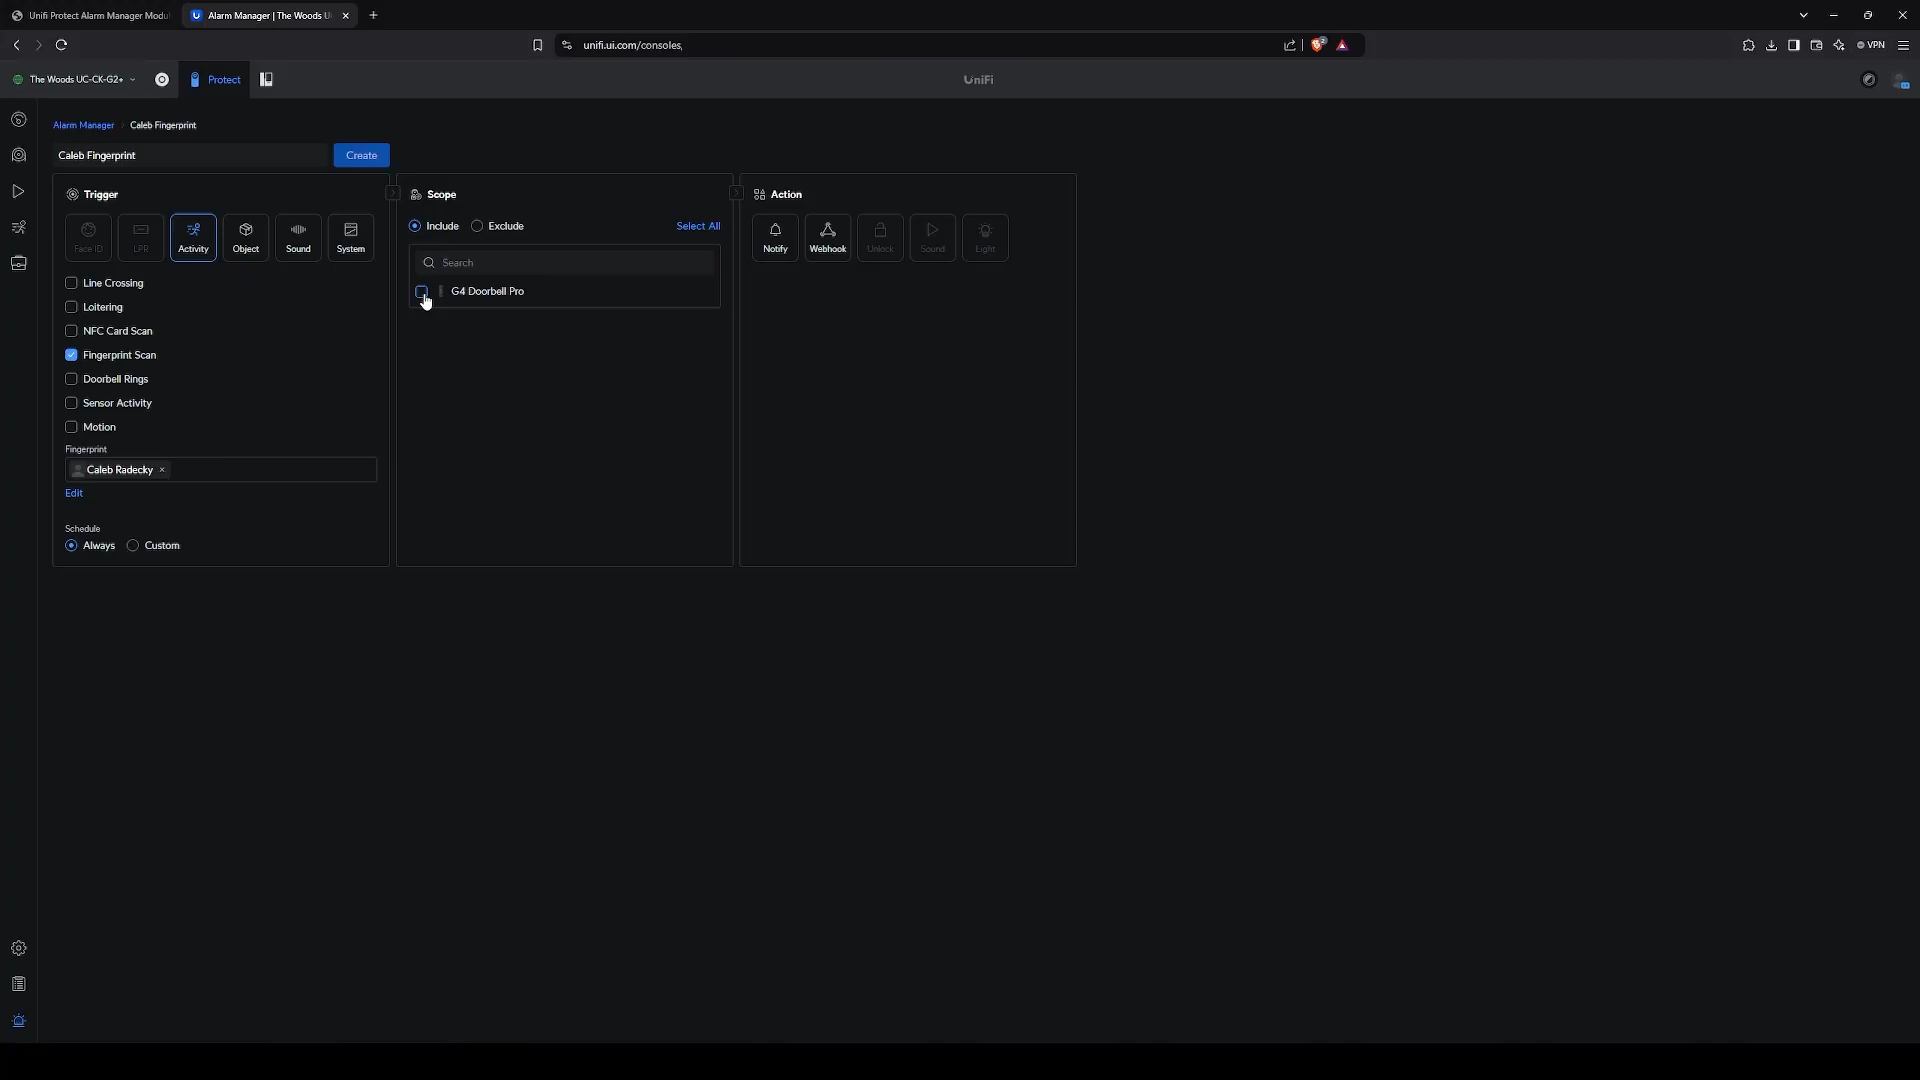 Unifi Protect Alarm Manager Modu
Alarm Manager | The Woods U
unifi.ui.com/consoles,
VPN
The Woods UC-CK-G2+
Protect
UniFi
Alarm Manager
Caleb Fingerprint
Caleb Fingerprint
Create
Trigger
Face ID
LPR
Activity
Object
Sound
System
Line Crossing
Loitering
NFC Card Scan
Fingerprint Scan
Doorbell Rings
Sensor Activity
Motion
Fingerprint
Caleb Radecky
Edit
Schedule
Always
Custom
Scope
Include
Exclude
Select All
Search
G4 Doorbell Pro
Action
Notify
Webhook
Unlock
Sound
Light